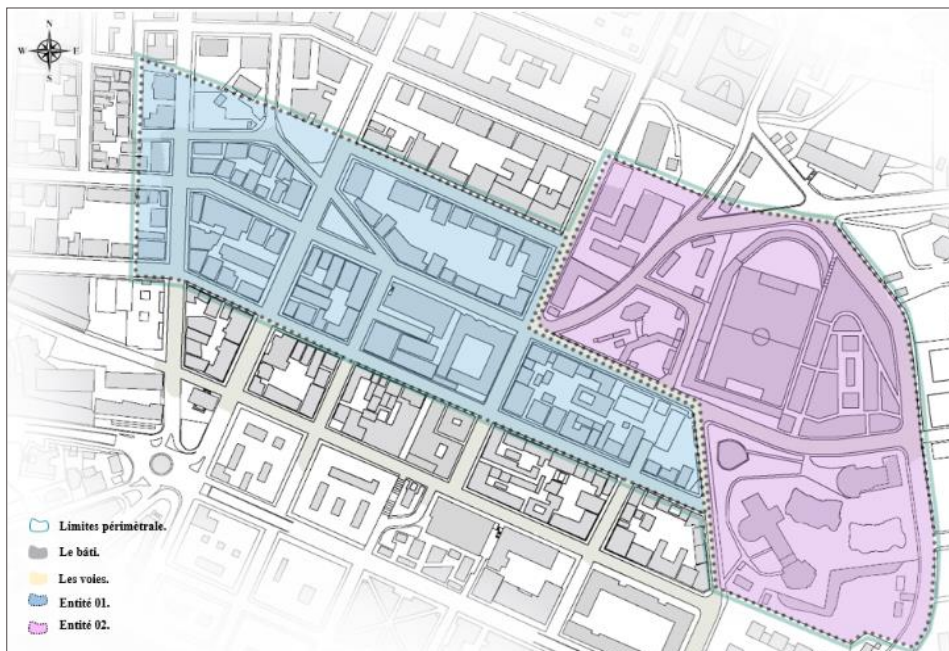 N
W E
S
Limites périmètrale.
Le bâti.
Les voies.
Entité 01.
Entité 02.